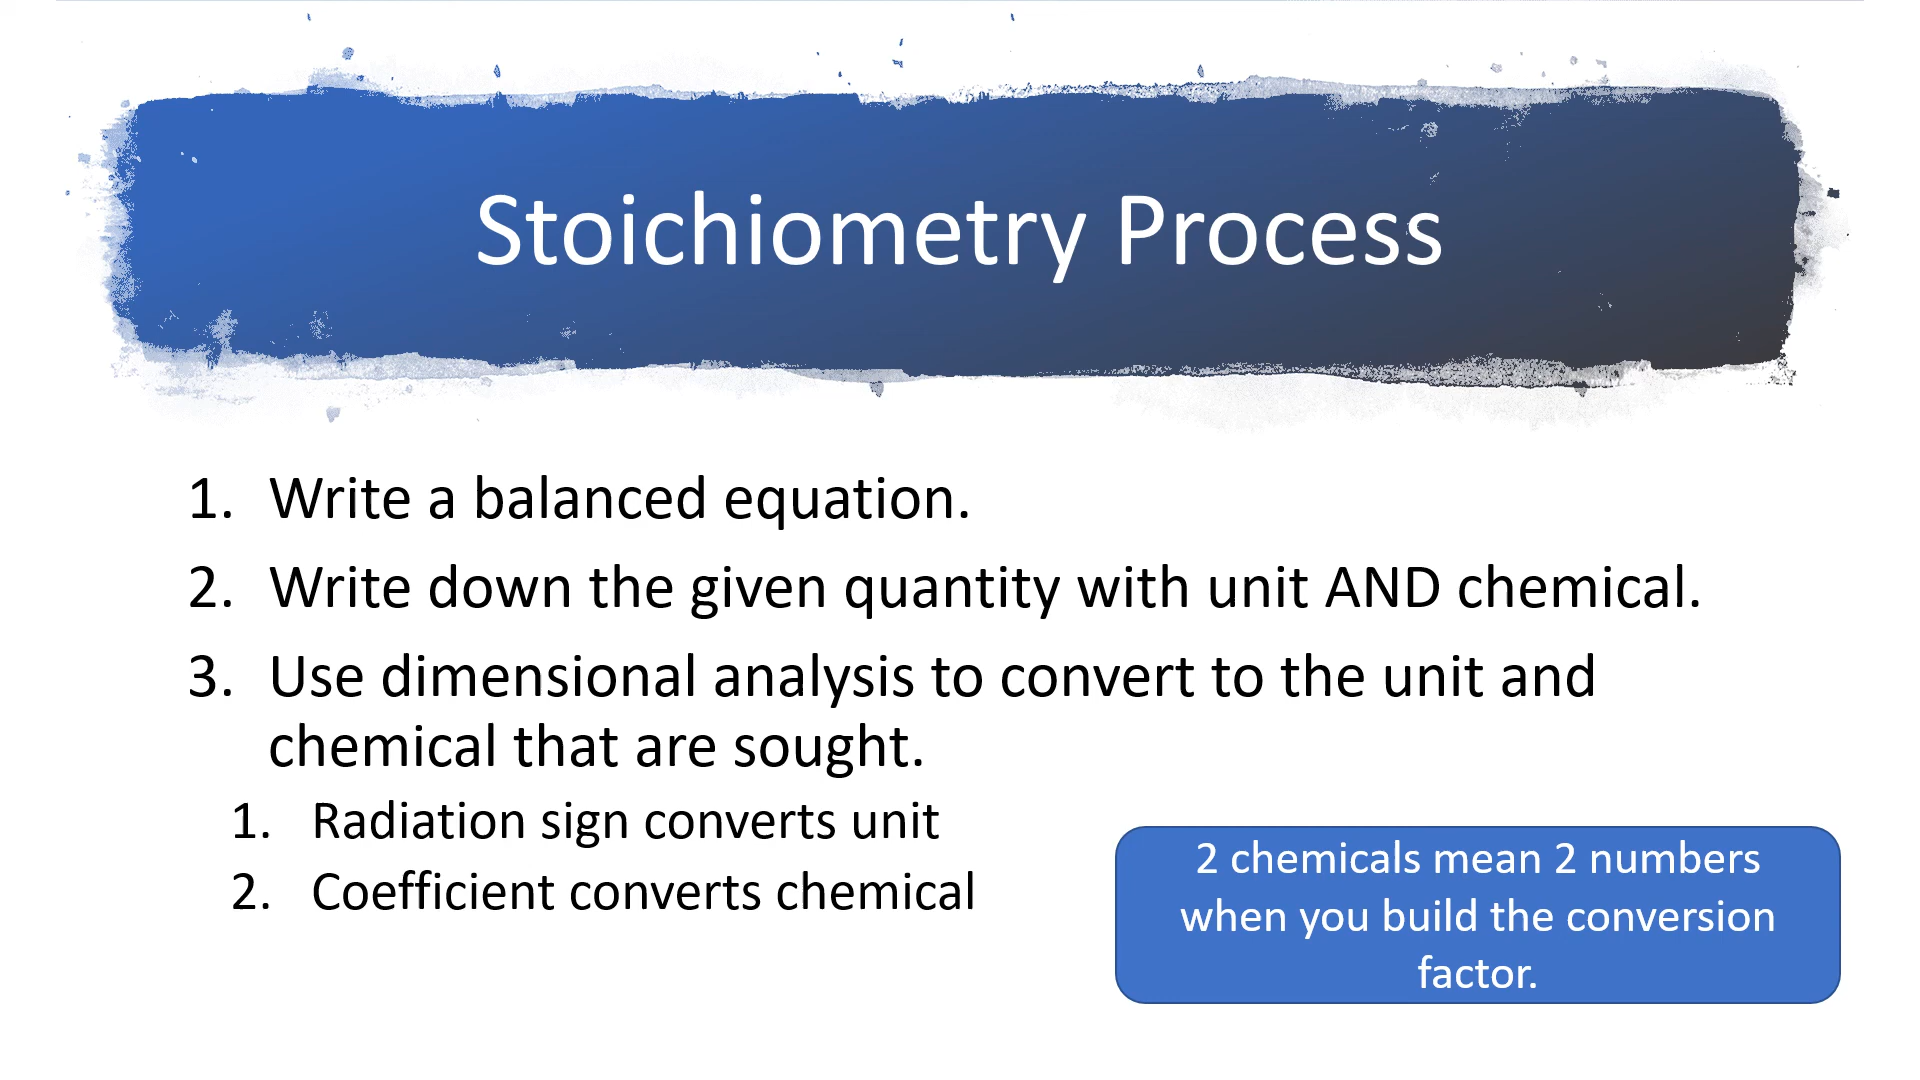 Stoichiometry Process
1. Write a balanced equation.
2. Write down the given quantity with unit AND chemical.
3. Use dimensional analysis to convert to the unit and
chemical that are sought.
1. Radiation sign converts unit
2. Coefficient converts chemical
2 chemicals mean 2 numbers
when you build the conversion
factor.